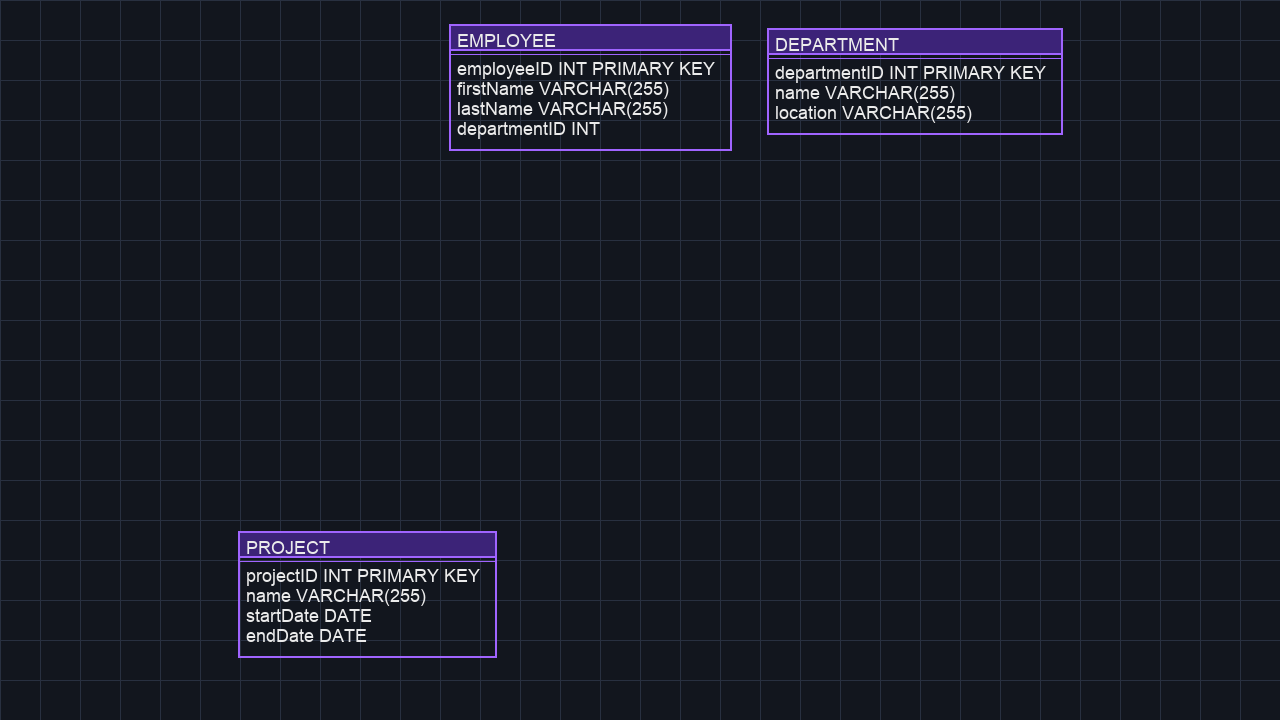 EMPLOYEE
employeeID INT PRIMARY KEY
firstName VARCHAR(255)
lastName VARCHAR(255)
departmentID INT
DEPARTMENT
departmentID INT PRIMARY KEY
name VARCHAR(255)
location VARCHAR(255)
PROJECT
projectID INT PRIMARY KEY
name VARCHAR(255)
startDate DATE
endDate DATE